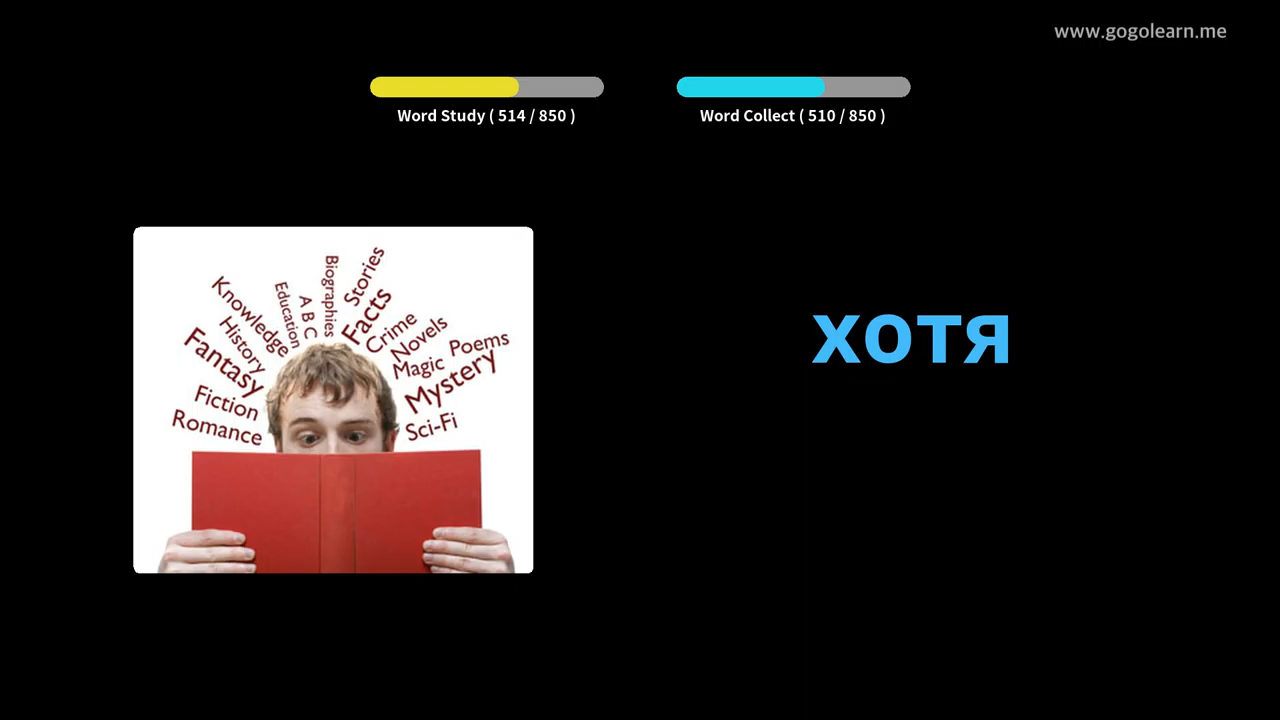 www.gogolearn.me
Word Study ( 514 / 850 )
Word Collect ( 510 / 850 )
Biographies
Stories
Education
A B C
Facts
Knowledge
Crime
History
Novels
Poems
Fantasy
Magic
Mystery
Fiction
Romance
Sci-Fi
хотя